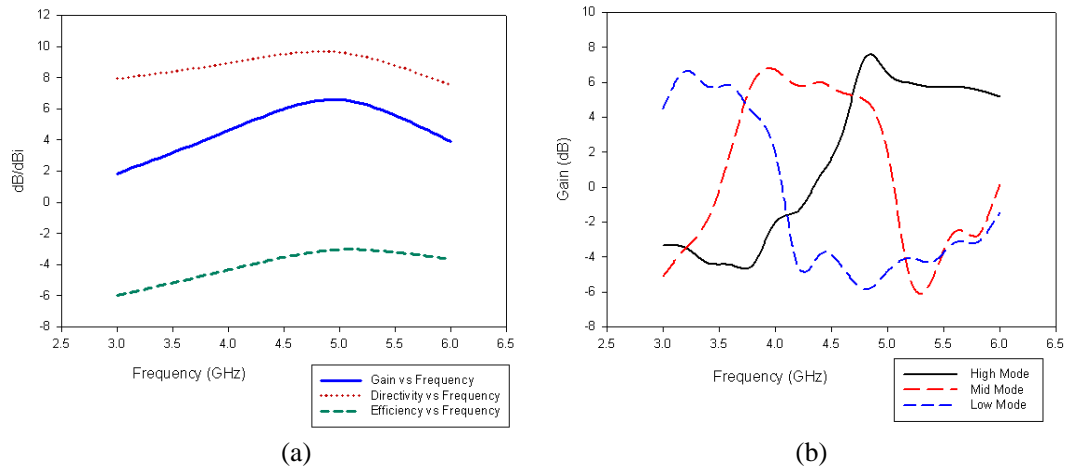 12
10
8
6
4
2
0
-2
-4
-6
-8
dB/dBi
2.5 3.0 3.5 4.0 4.5 5.0 5.5 6.0 6.5
Frequency (GHz)
Gain vs Frequency
Directivity vs Frequency
Efficiency vs Frequency
(a)
10
8
6
4
2
0
-2
-4
-6
-8
Gain (dB)
2.5 3.0 3.5 4.0 4.5 5.0 5.5 6.0 6.5
Frequency (GHz)
High Mode
Mid Mode
Low Mode
(b)